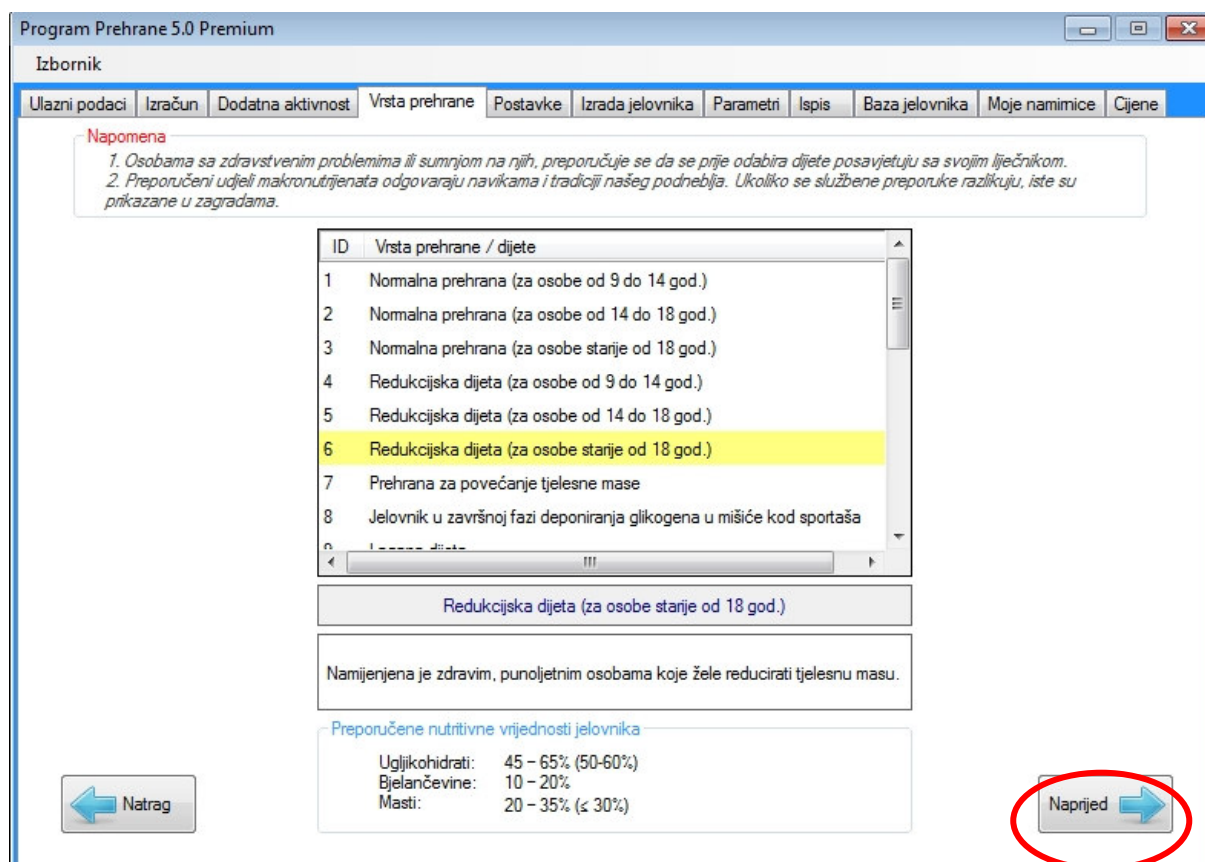 Program Prehrane 5.0 Premium
Izbornik
Ulazni podaci Izračun Dodatna aktivnost Vrsta prehrane Postavke Izrada jelovnika Parametri Ispis Baza jelovnika Moje namirnice Cijene
Napomena
1. Osobama sa zdravstvenim problemima ili sumnjom na njih, preporučuje se da se prije odabira dijete posavjetuju sa svojim liječnikom.
2. Preporučeni udjeli makronutrijenata odgovaraju navikama i tradiciji našeg podneblja. Ukoliko se službene preporuke razlikuju, iste su
prikazane u zagradama.
ID Vrsta prehrane / dijete
1 Normalna prehrana (za osobe od 9 do 14 god.)
2 Normalna prehrana (za osobe od 14 do 18 god.)
3 Normalna prehrana (za osobe starije od 18 god.)
4 Redukcijska dijeta (za osobe od 9 do 14 god.)
5 Redukcijska dijeta (za osobe od 14 do 18 god.)
6 Redukcijska dijeta (za osobe starije od 18 god.)
7 Prehrana za povećanje tjelesne mase
8 Jelovnik u završnoj fazi deponiranja glikogena u mišiće kod sportaša
Redukcijska dijeta (za osobe starije od 18 god.)
Namijenjena je zdravim, punoljetnim osobama koje žele reducirati tjelesnu masu.
Preporučene nutritivne vrijednosti jelovnika
Ugljikohidrati: 45 – 65% (50-60%)
Bjelančevine: 10 – 20%
Masti: 20 – 35% (≤ 30%)
Natrag
Naprijed